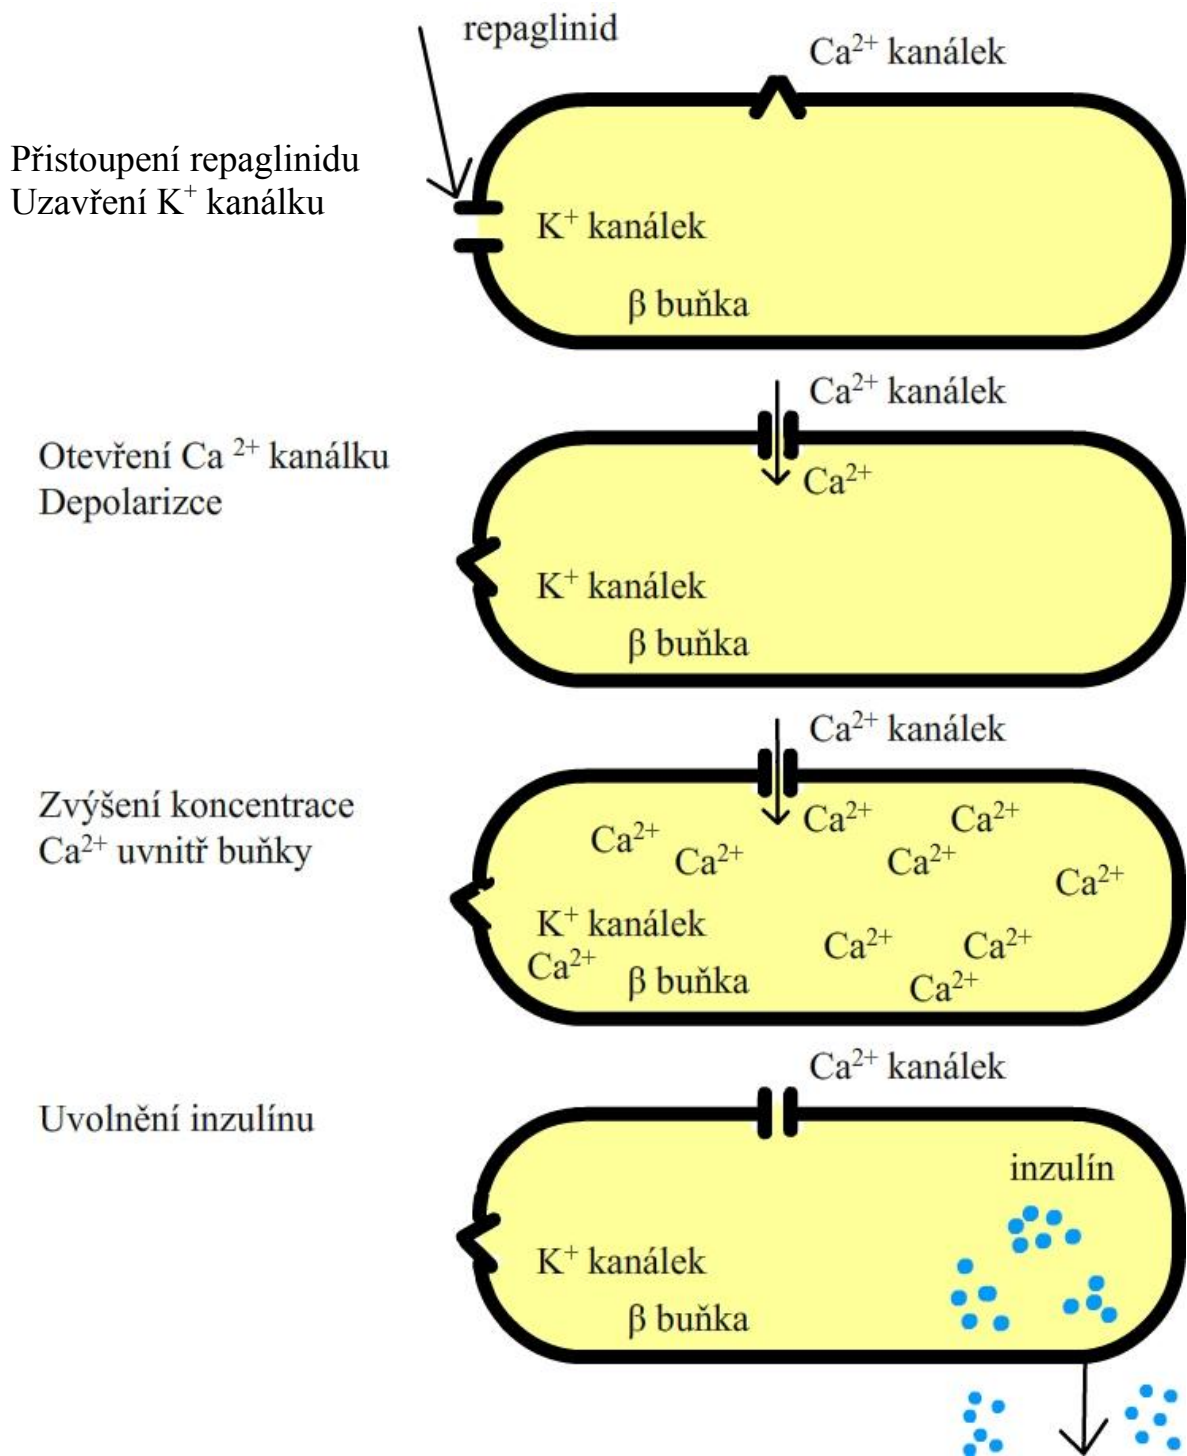 repaglinid
Ca²⁺ kanálek
Přistoupení repaglinidu
Uzavření K⁺ kanálku
K⁺ kanálek
β buňka
Ca²⁺ kanálek
Otevření Ca ²⁺ kanálku
Depolarizce
Ca²⁺
K⁺ kanálek
β buňka
Ca²⁺ kanálek
Zvýšení koncentrace
Ca²⁺ uvnitř buňky
Ca²⁺ Ca²⁺
Ca²⁺
Ca²⁺ Ca²⁺
Ca²⁺
K⁺ kanálek
Ca²⁺ Ca²⁺
Ca²⁺
β buňka
Ca²⁺
Ca²⁺ kanálek
Uvolnění inzulínu
inzulín
K⁺ kanálek
β buňka